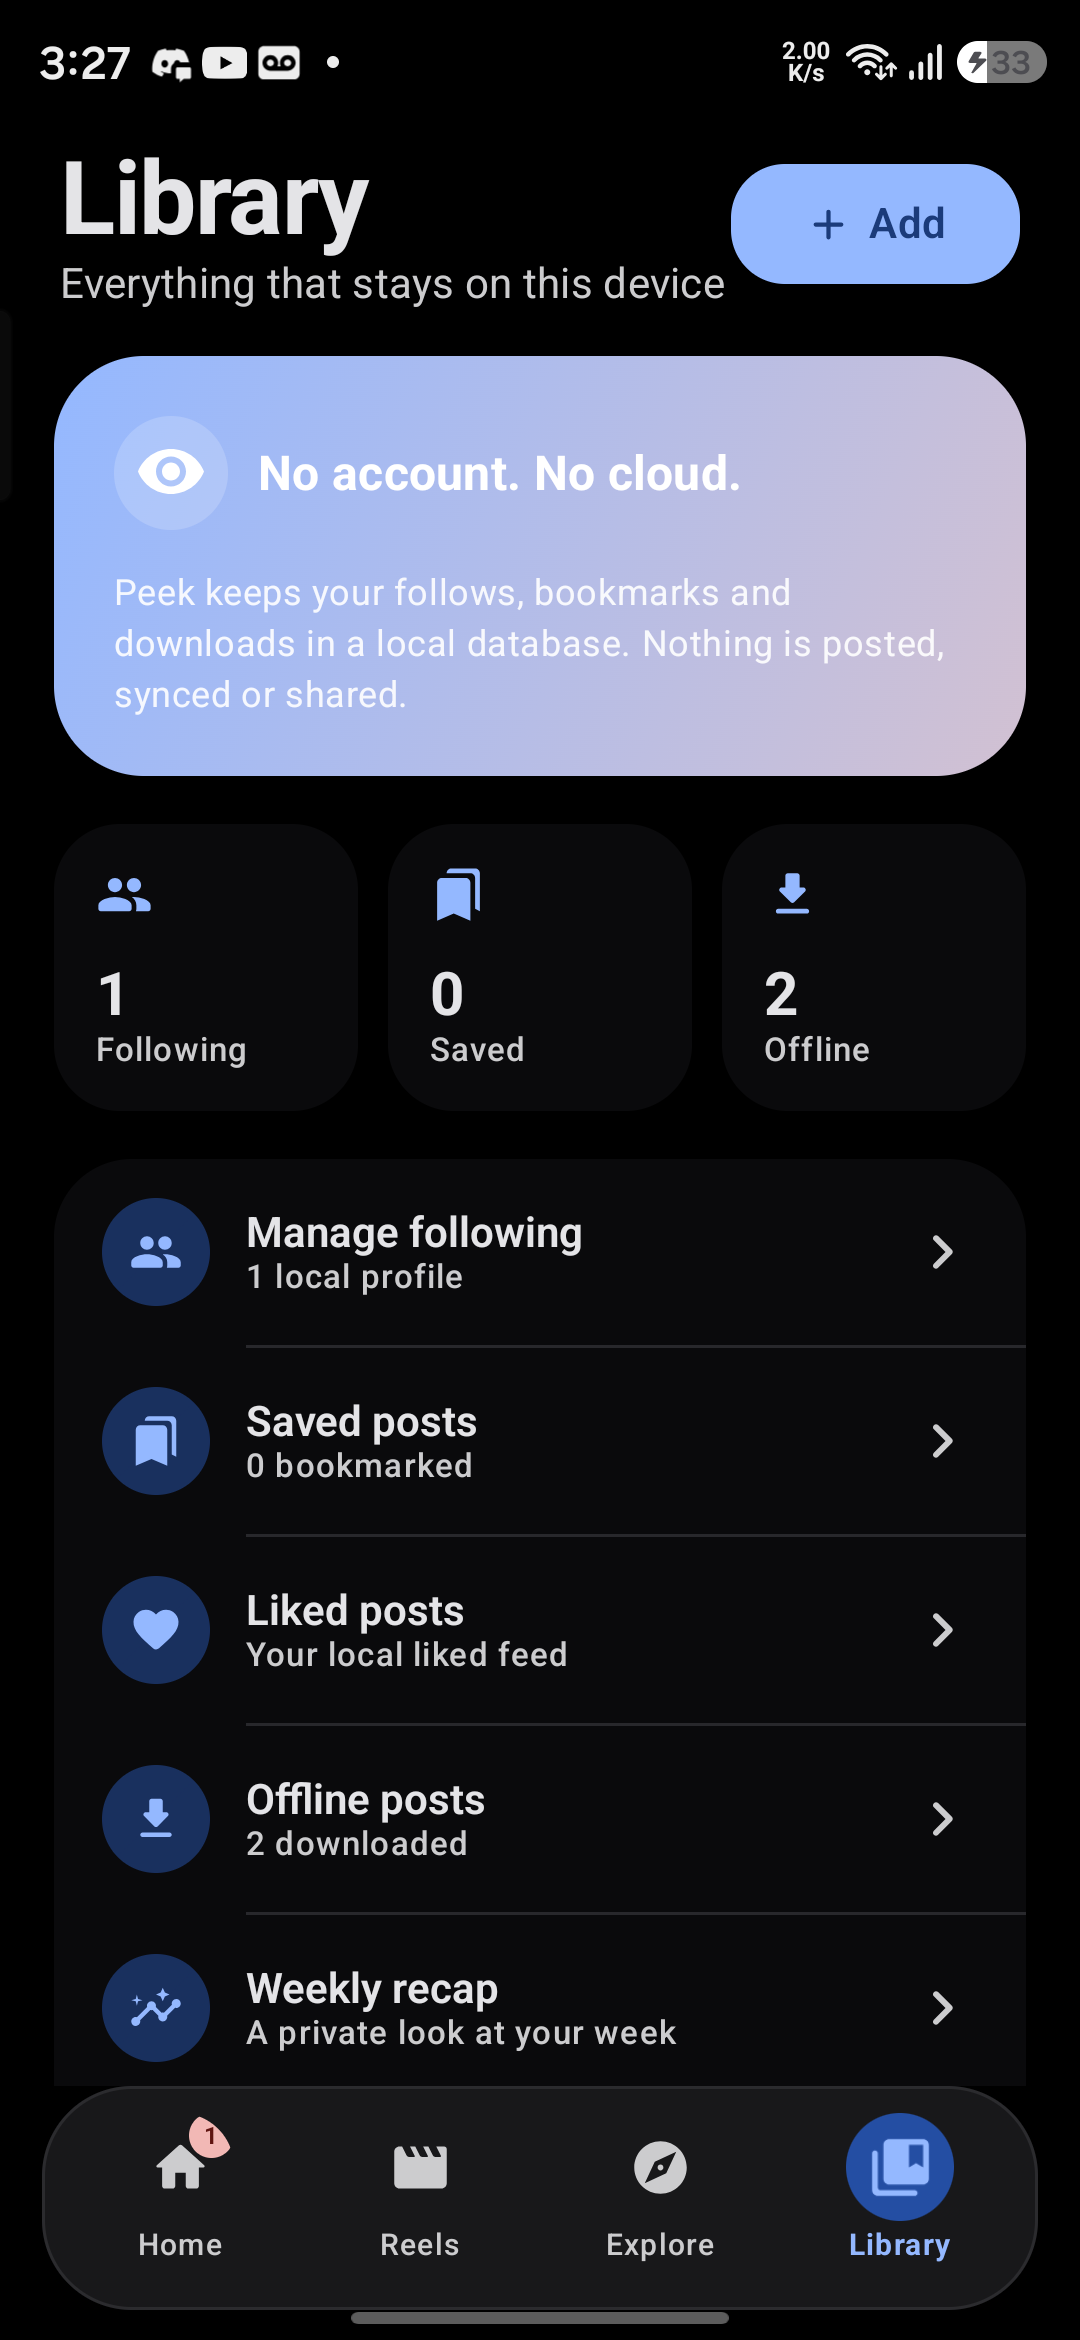 3:27
2.00
K/s
33
Library
+ Add
Everything that stays on this device
No account. No cloud.
Peek keeps your follows, bookmarks and
downloads in a local database. Nothing is posted,
synced or shared.
1
Following
0
Saved
2
Offline
Manage following
1 local profile
Saved posts
0 bookmarked
Liked posts
Your local liked feed
Offline posts
2 downloaded
Weekly recap
A private look at your week
1
Home
Reels
Explore
Library